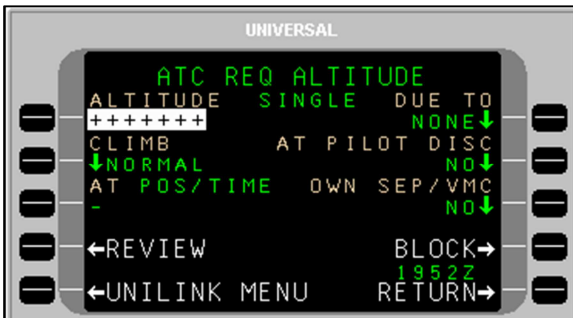 UNIVERSAL
ATC REQ ALTITUDE
ALTITUDE SINGLE DUE TO
+++++++ NONE↓
CLIMB AT PILOT DISC
↓NORMAL NO↓
AT POS/TIME OWN SEP/VMC
- NO↓
←REVIEW BLOCK→
1952Z
←UNILINK MENU RETURN→